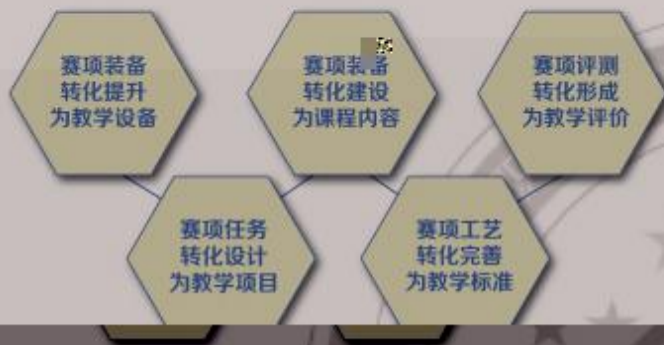 赛项装备
转化提升
为教学设备
赛项装备
转化建设
为课程内容
赛项评测
转化形成
为教学评价
赛项任务
转化设计
为教学项目
赛项工艺
转化完善
为教学标准